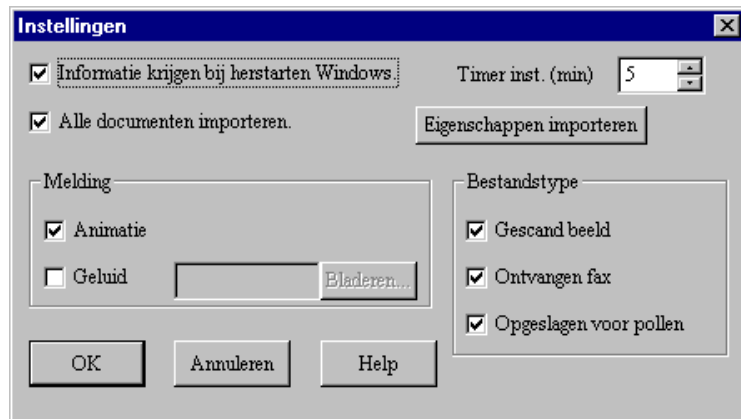 Instellingen
Informatie krijgen bij herstarten Windows.
Timer inst. (min) 5
Alle documenten importeren.
Eigenschappen importeren
Melding
Animatie
Geluid
Bladeren...
Bestandstype
Gescand beeld
Ontvangen fax
Opgeslagen voor pollen
OK
Annuleren
Help